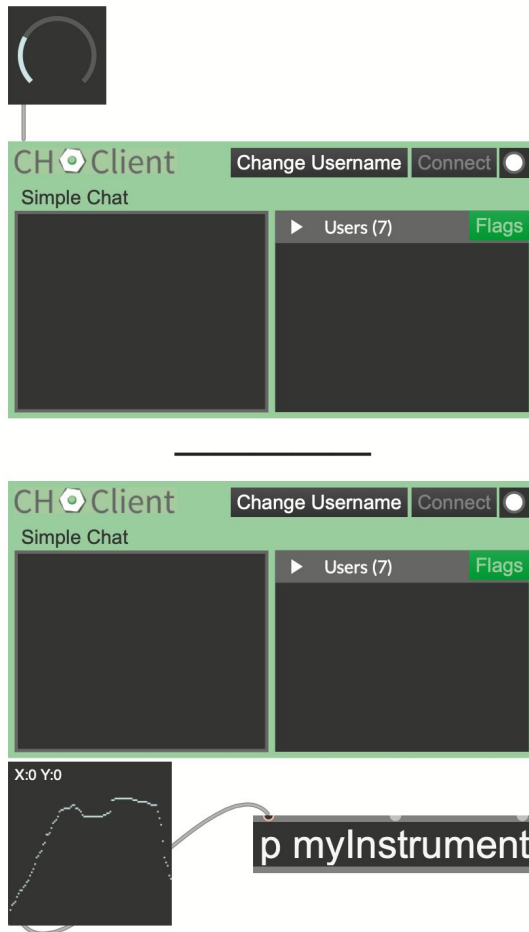 CH Client
Change Username
Connect
Simple Chat
Users (7)
Flags
CH Client
Change Username
Connect
Simple Chat
Users (7)
Flags
X:0 Y:0
p myInstrument